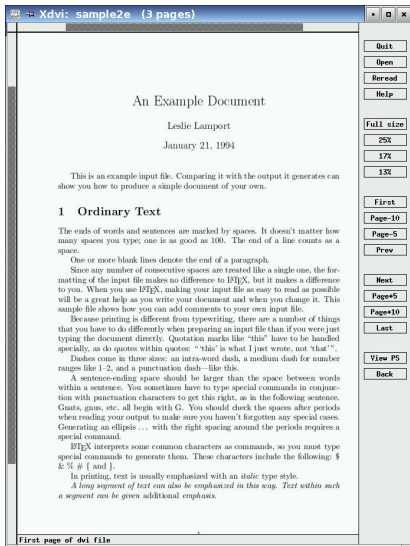 Xdvi: sample2e (3 pages)
An Example Document
Leslie Lamport
January 21, 1994
This is an example input file. Comparing it with the output it generates can
show you how to produce a simple document of your own.
1 Ordinary Text
The ends of words and sentences are marked by spaces. It doesn't matter how
many spaces you type; one is as good as 100. The end of a line counts as a
space.
One or more blank lines denote the end of a paragraph.
Since any number of consecutive spaces are treated like a single one, the for-
matting of the input file makes no difference to LATEX, but it makes a difference
to you. When you use LATEX, making your input file as easy to read as possible
will be a great help as you write your document and when you change it. This
sample file shows how you can add comments to your own input file.
Because printing is different from typewriting, there are a number of things
that you have to do differently when preparing an input file than if you were just
typing the document directly. Quotation marks like “this” have to be handled
specially, as do quotes within quotes: “ ‘this’ is what I just wrote, not ‘that’ ”.
Dashes come in three sizes: an intra-word dash, a medium dash for number
ranges like 1–2, and a punctuation dash—like this.
A sentence-ending space should be larger than the space between words
within a sentence. You sometimes have to type special commands in conjunc-
tion with punctuation characters to get this right, as in the following sentence.
Gnats, gnus, etc. all begin with G. You should check the spaces after periods
when reading your output to make sure you haven't forgotten any special cases.
Generating an ellipsis ... with the right spacing around the periods requires a
special command.
LATEX interprets some common characters as commands, so you must type
special commands to generate them. These characters include the following: $
& % # { and }.
In printing, text is usually emphasized with an italic type style.
A long segment of text can also be emphasized in this way. Text within such
a segment can be given additional emphasis.
1
Quit
Open
Reread
Help
Full size
25%
17%
13%
First
Page-10
Page-5
Prev
Next
Page+5
Page+10
Last
View PS
Back
First page of dvi file